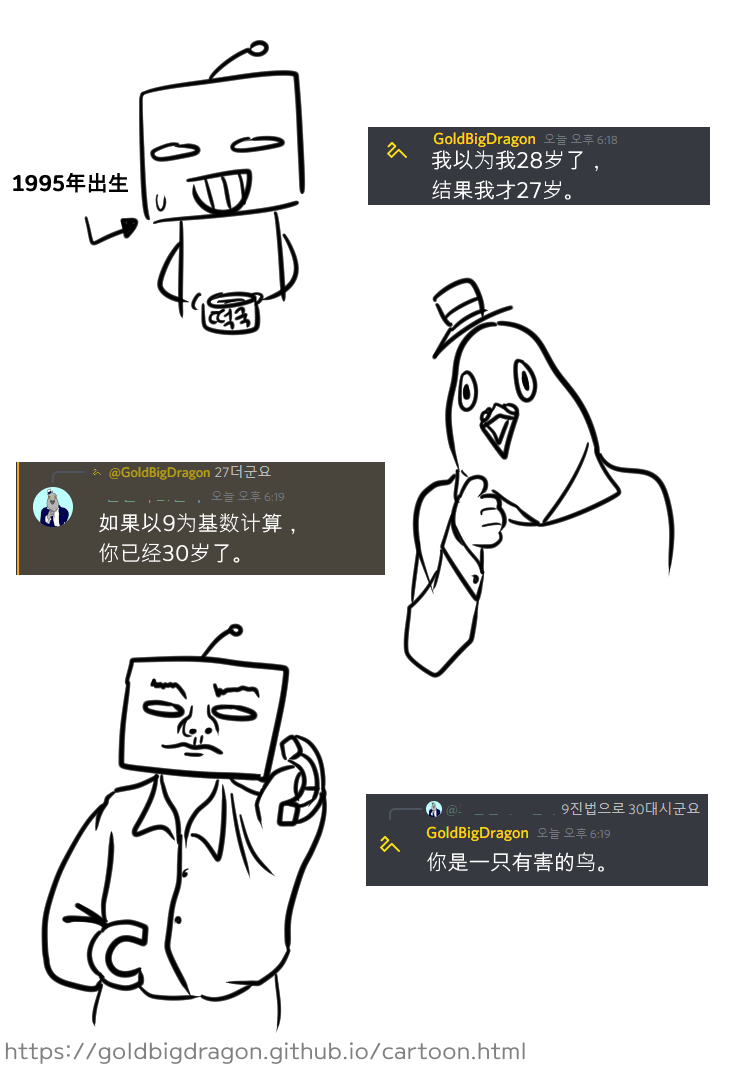 GoldBigDragon 오늘 오후 6:18
我以为我28岁了，
结果我才27岁。
1995年出生
떡국
@GoldBigDragon 27더군요
오늘 오후 6:19
如果以9为基数计算，
你已经30岁了。
9진법으로 30대시군요
GoldBigDragon 오늘 오후 6:19
你是一只有害的鸟。
https://goldbigdragon.github.io/cartoon.html